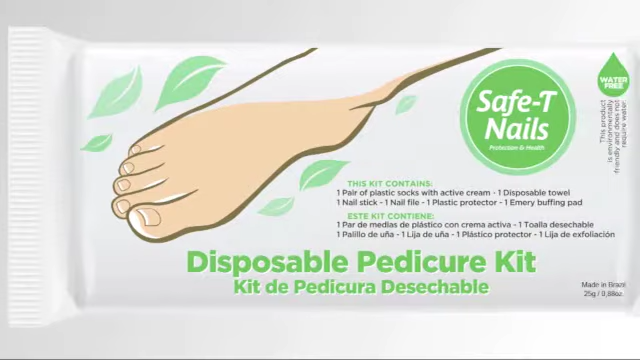 WATER
FREE
This product
is environmentally
friendly and does not
require water.
Safe-T
Nails
Protection & Health
THIS KIT CONTAINS:
1 Pair of plastic socks with active cream - 1 Disposable towel
1 Nail stick - 1 Nail file - 1 Plastic protector - 1 Emery buffing pad
ESTE KIT CONTIENE:
1 Par de medias de plástico con crema activa - 1 Toalla desechable
1 Palillo de uña - 1 Lija de uña - 1 Plástico protector - 1 Lija de exfoliación
Disposable Pedicure Kit
Kit de Pedicura Desechable
Made in Brazil
25g / 0,88oz.